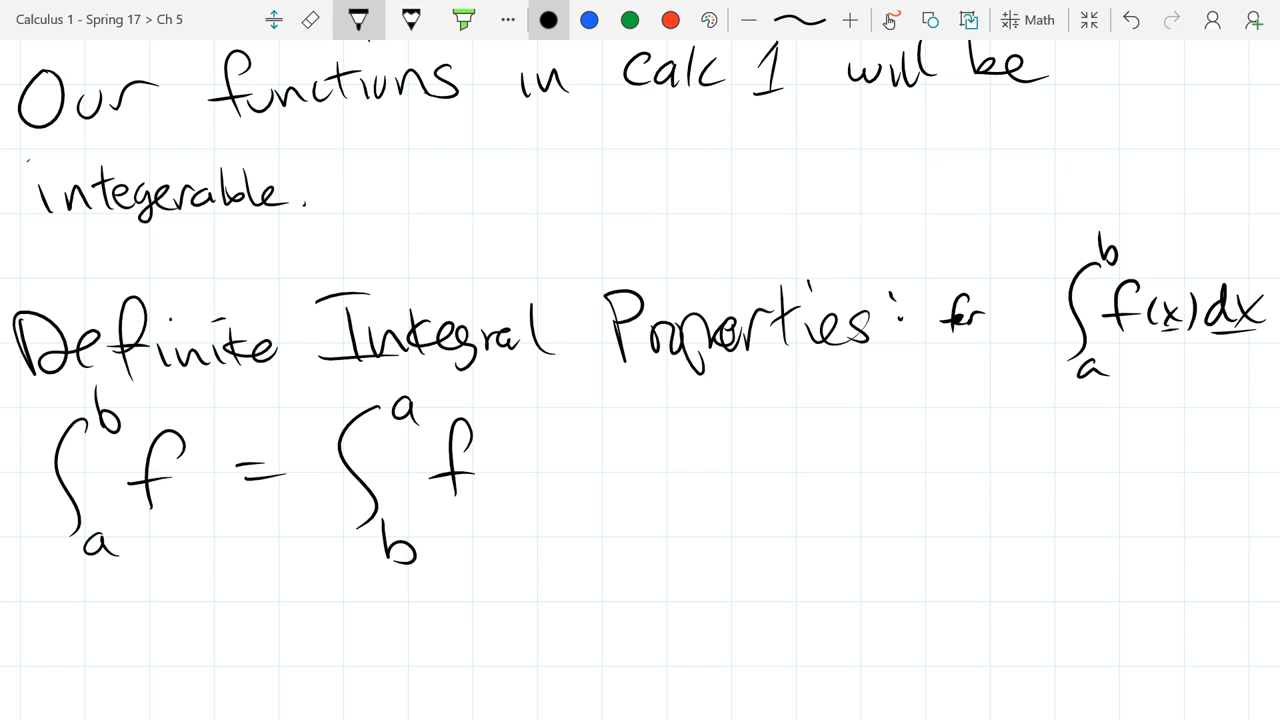 Calculus 1 - Spring 17 > Ch 5
Math
Our functions in calc 1 will be
integerable.
Definite Integral Properties: for ∫_a^b f(x) dx
∫_a^b f = ∫_b^a f